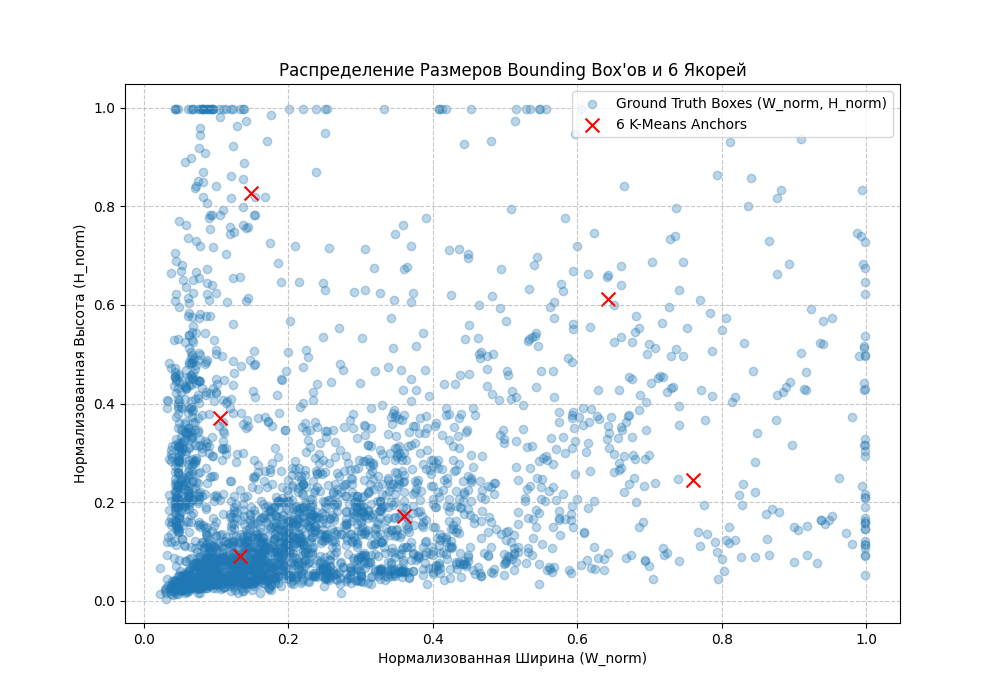 Распределение Размеров Bounding Box'ов и 6 Якорей
Ground Truth Boxes (W_norm, H_norm)
6 K-Means Anchors
Нормализованная Высота (H_norm)
1.0
0.8
0.6
0.4
0.2
0.0
0.0 0.2 0.4 0.6 0.8 1.0
Нормализованная Ширина (W_norm)